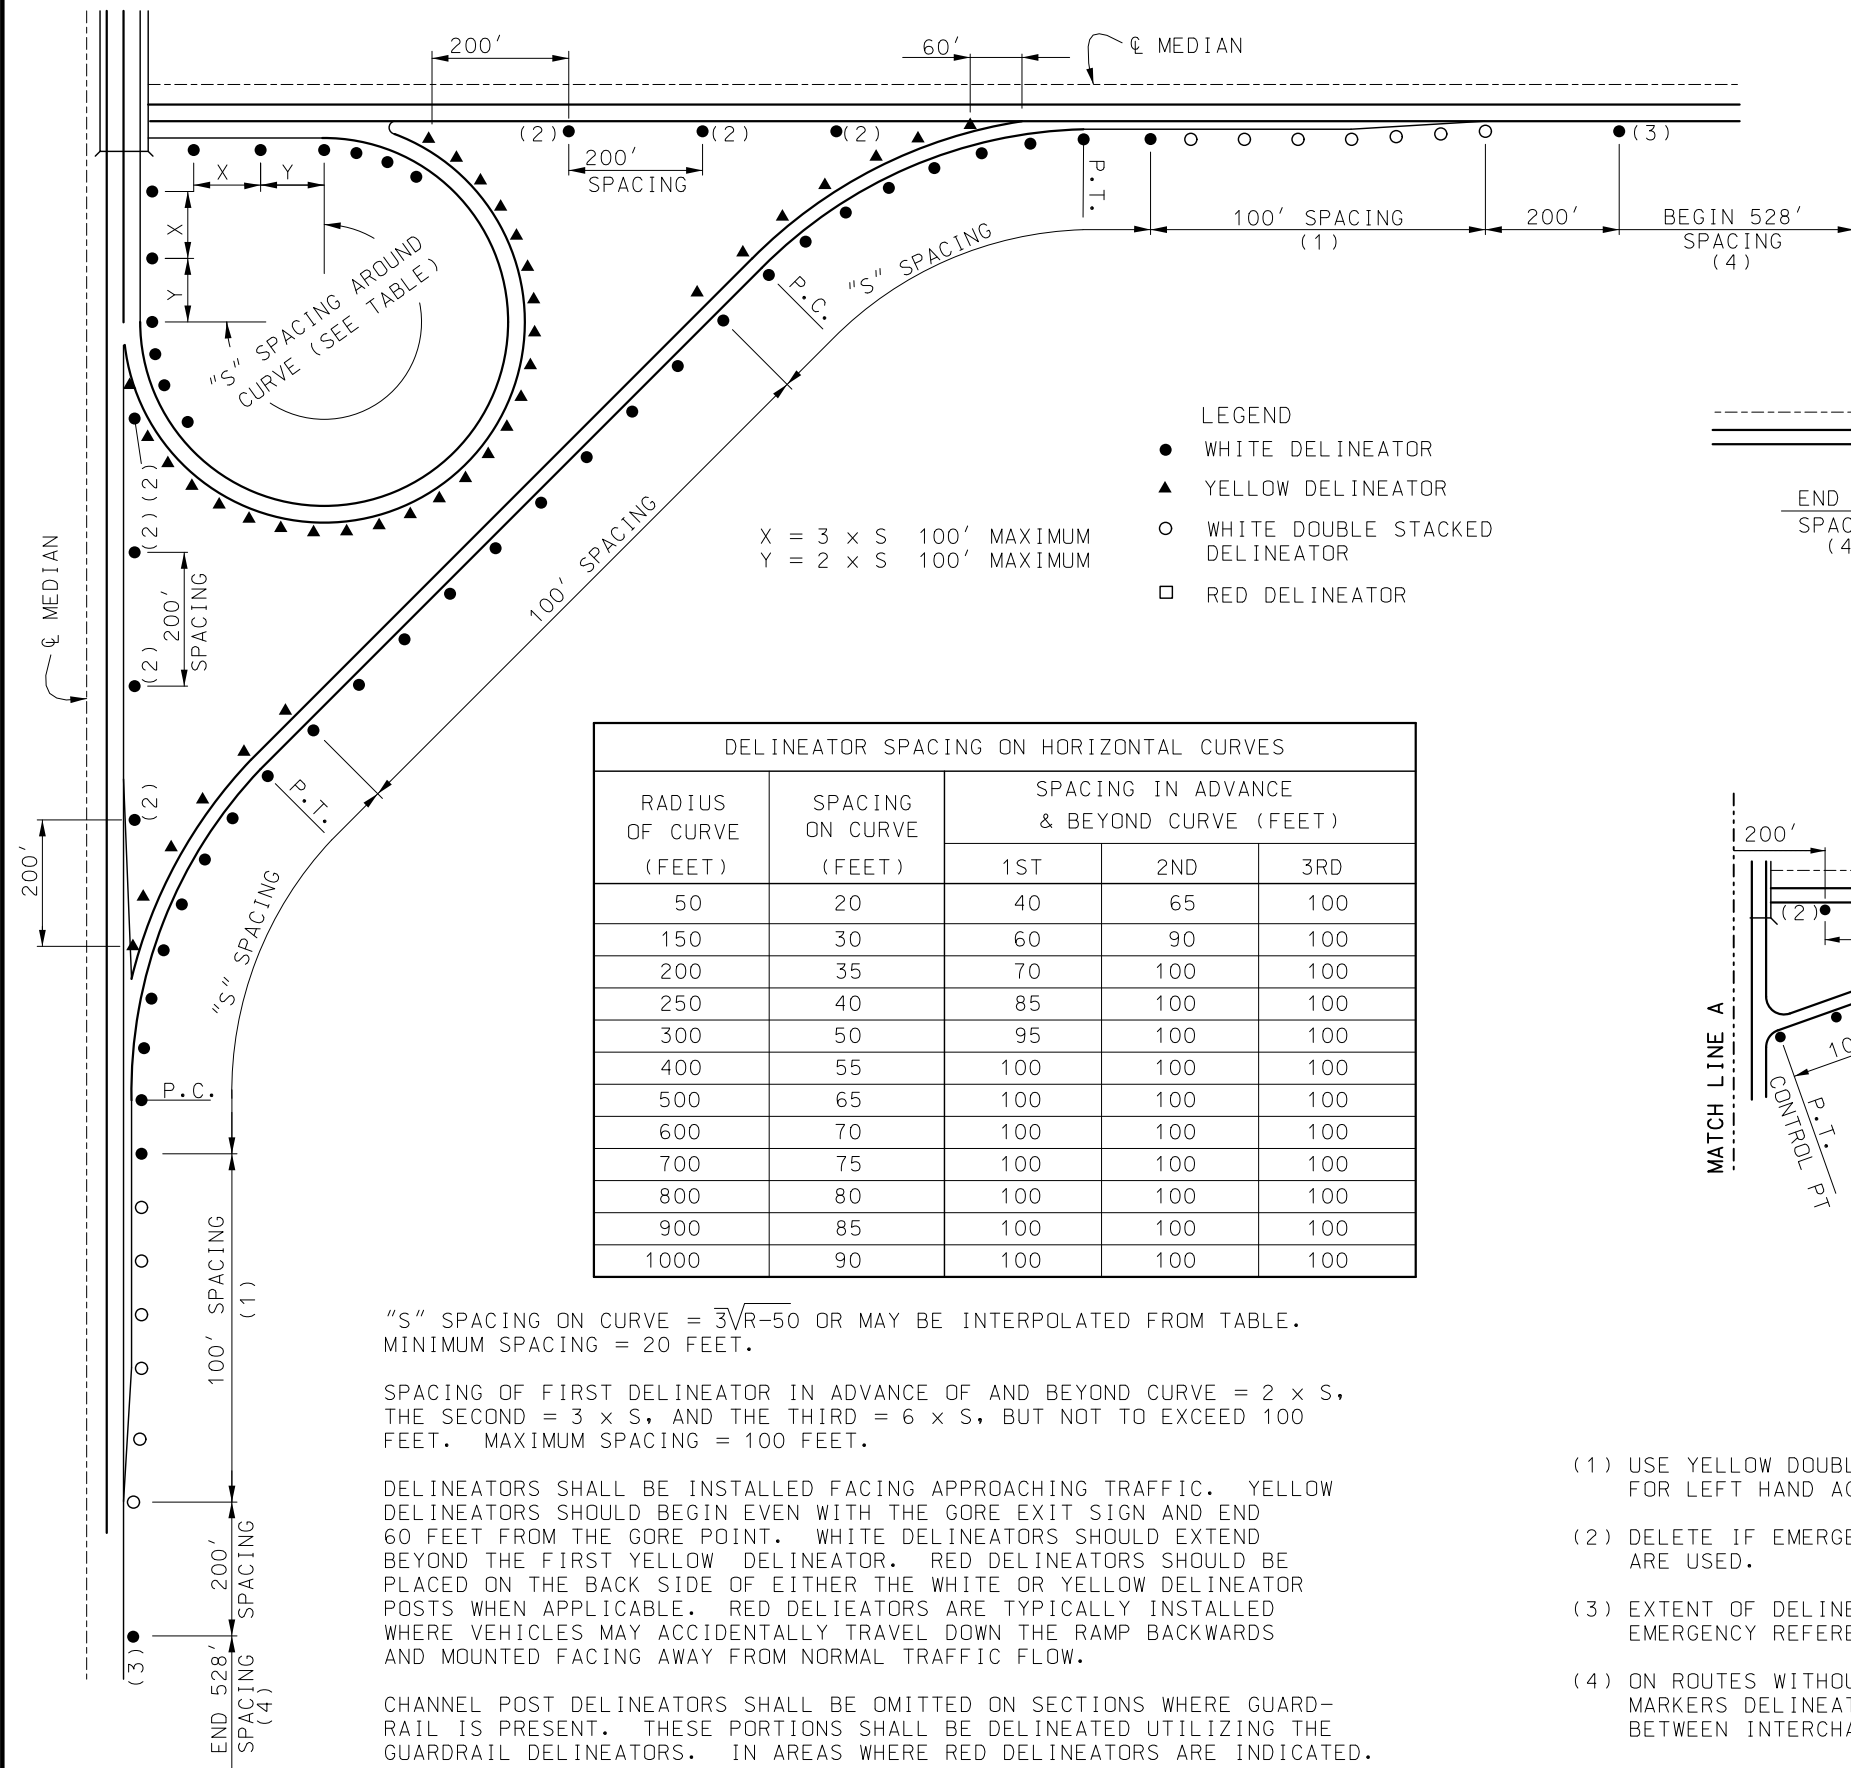 200′
60′
℄ MEDIAN
(2)
(2)
(2)
(3)
200′
SPACING
X
Y
X
Y
P.T.
100′ SPACING
(1)
200′
BEGIN 528′
SPACING
(4)
"S" SPACING AROUND
CURVE (SEE TABLE)
"S" SPACING
P.C.
LEGEND
WHITE DELINEATOR
YELLOW DELINEATOR
WHITE DOUBLE STACKED
DELINEATOR
RED DELINEATOR
X = 3 × S 100′ MAXIMUM
Y = 2 × S 100′ MAXIMUM
END
SPAC
(4
(2)
(2)
200′
SPACING
(2)
℄ MEDIAN
100′ SPACING
(2)
200′
P.T.
"S" SPACING
P.C.
100′ SPACING
(1)
200′
SPACING
(3)
END 528′
SPACING
(4)
DELINEATOR SPACING ON HORIZONTAL CURVES
RADIUS OF CURVE (FEET) SPACING ON CURVE (FEET) SPACING IN ADVANCE & BEYOND CURVE (FEET)
1ST 2ND 3RD
50 20 40 65 100
150 30 60 90 100
200 35 70 100 100
250 40 85 100 100
300 50 95 100 100
400 55 100 100 100
500 65 100 100 100
600 70 100 100 100
700 75 100 100 100
800 80 100 100 100
900 85 100 100 100
1000 90 100 100 100
200′
(2)
MATCH LINE A
10
P.T.
CONTROL PT
"S" SPACING ON CURVE = 3√R-50 OR MAY BE INTERPOLATED FROM TABLE.
MINIMUM SPACING = 20 FEET.
SPACING OF FIRST DELINEATOR IN ADVANCE OF AND BEYOND CURVE = 2 × S,
THE SECOND = 3 × S, AND THE THIRD = 6 × S, BUT NOT TO EXCEED 100
FEET. MAXIMUM SPACING = 100 FEET.
DELINEATORS SHALL BE INSTALLED FACING APPROACHING TRAFFIC. YELLOW
DELINEATORS SHOULD BEGIN EVEN WITH THE GORE EXIT SIGN AND END
60 FEET FROM THE GORE POINT. WHITE DELINEATORS SHOULD EXTEND
BEYOND THE FIRST YELLOW DELINEATOR. RED DELINEATORS SHOULD BE
PLACED ON THE BACK SIDE OF EITHER THE WHITE OR YELLOW DELINEATOR
POSTS WHEN APPLICABLE. RED DELIEATORS ARE TYPICALLY INSTALLED
WHERE VEHICLES MAY ACCIDENTALLY TRAVEL DOWN THE RAMP BACKWARDS
AND MOUNTED FACING AWAY FROM NORMAL TRAFFIC FLOW.
CHANNEL POST DELINEATORS SHALL BE OMITTED ON SECTIONS WHERE GUARD-
RAIL IS PRESENT. THESE PORTIONS SHALL BE DELINEATED UTILIZING THE
GUARDRAIL DELINEATORS. IN AREAS WHERE RED DELINEATORS ARE INDICATED.
(1) USE YELLOW DOUBL
FOR LEFT HAND AC
(2) DELETE IF EMERGE
ARE USED.
(3) EXTENT OF DELINE
EMERGENCY REFERE
(4) ON ROUTES WITHOU
MARKERS DELINEAT
BETWEEN INTERCHA